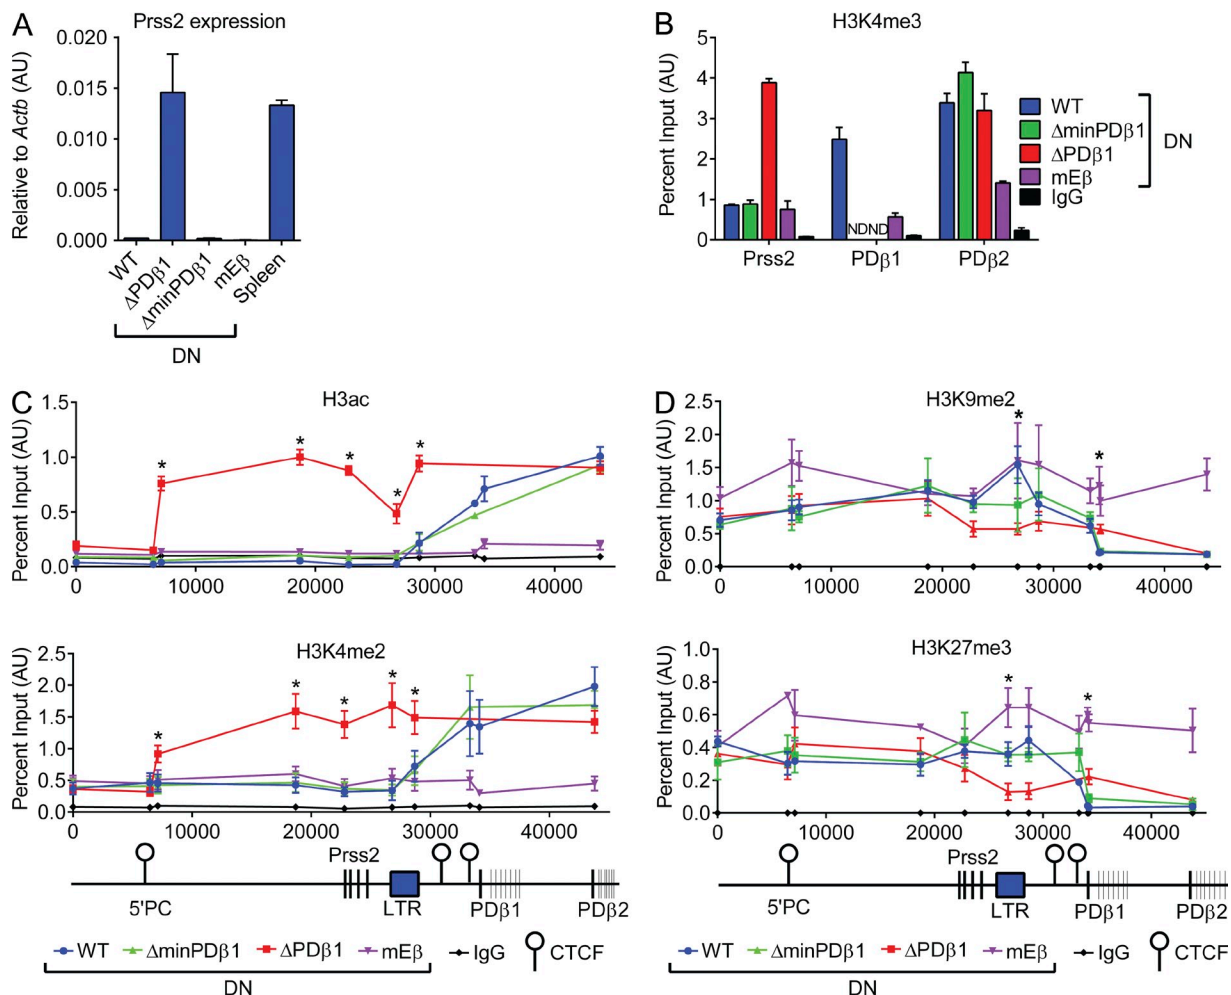 A Prss2 expression
Relative to Actb (AU)
0.020
0.015
0.010
0.005
0.000
WT
ΔPDβ1
ΔminPDβ1
mEβ
Spleen
DN
B H3K4me3
Percent Input (AU)
5
4
3
2
1
0
NDND
Prss2 PDβ1 PDβ2
WT
ΔminPDβ1
ΔPDβ1
mEβ
IgG
DN
C H3ac
Percent Input (AU)
1.5
1.0
0.5
0.0
* * * * *
0 10000 20000 30000 40000
H3K4me2
Percent Input (AU)
2.5
2.0
1.5
1.0
0.5
0.0
* * * * *
0 10000 20000 30000 40000
Prss2
5'PC LTR PDβ1 PDβ2
WT ΔminPDβ1 ΔPDβ1 mEβ IgG CTCF
DN
D H3K9me2
Percent Input (AU)
2.5
2.0
1.5
1.0
0.5
0.0
* *
0 10000 20000 30000 40000
H3K27me3
Percent Input (AU)
1.0
0.8
0.6
0.4
0.2
0.0
* *
0 10000 20000 30000 40000
Prss2
5'PC LTR PDβ1 PDβ2
WT ΔminPDβ1 ΔPDβ1 mEβ IgG CTCF
DN